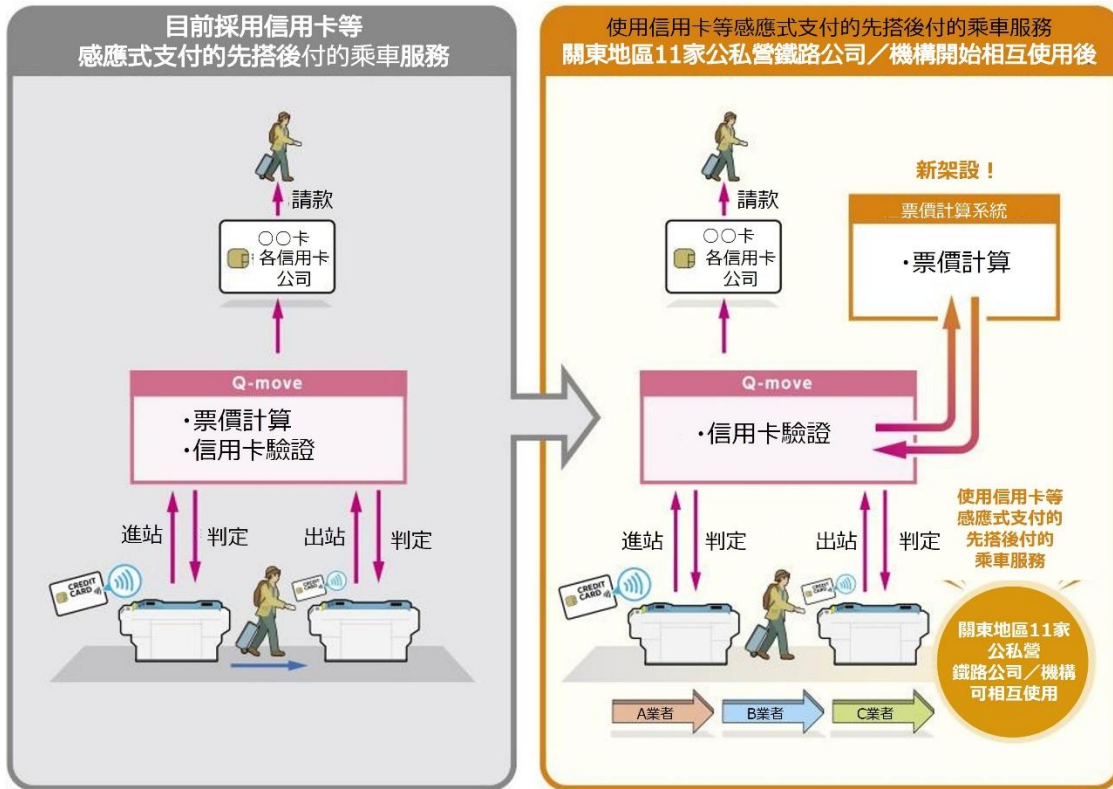 目前採用信用卡等
感應式支付的先搭後付的乘車服務
請款
○○卡
各信用卡
公司
Q-move
・票價計算
・信用卡驗證
進站
判定
出站
判定
CREDIT
CARD
CREDIT
CARD
使用信用卡等感應式支付的先搭後付的乘車服務
關東地區11家公私營鐵路公司／機構開始相互使用後
請款
○○卡
各信用卡
公司
新架設！
票價計算系統
・票價計算
Q-move
・信用卡驗證
進站
判定
出站
判定
CREDIT
CARD
CREDIT
CARD
A業者
B業者
C業者
使用信用卡等
感應式支付的
先搭後付的
乘車服務
關東地區11家
公私營
鐵路公司／機構
可相互使用